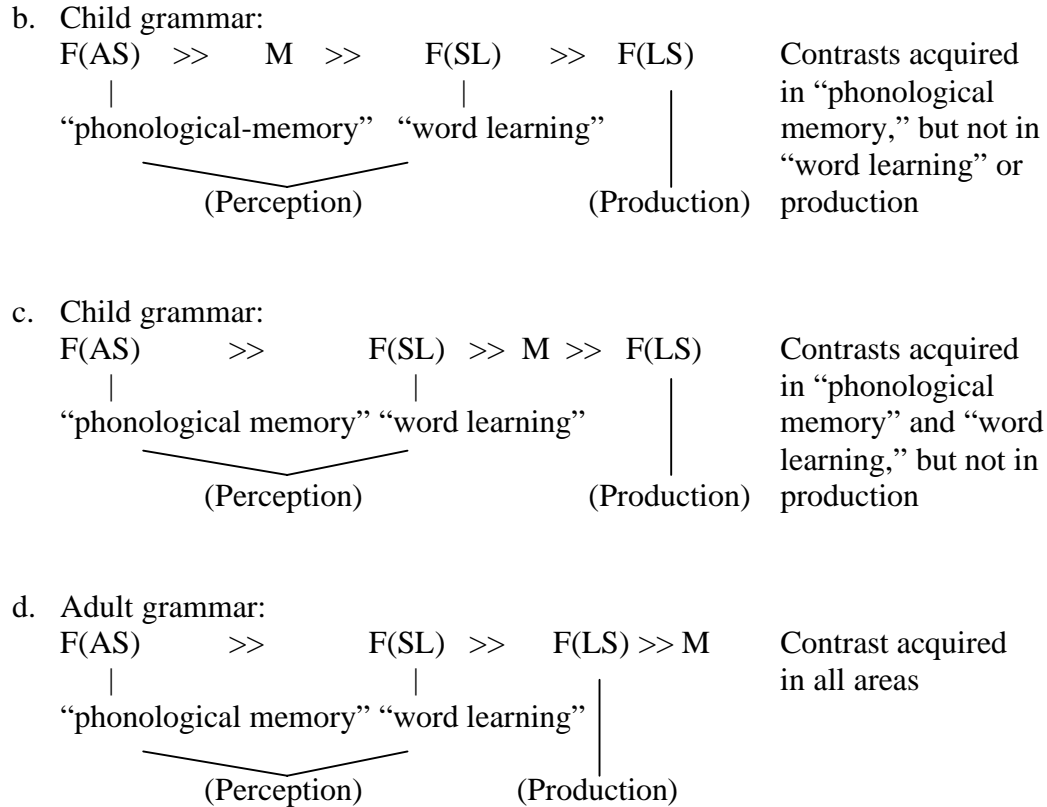 b. Child grammar:
F(AS) >> M >> F(SL) >> F(LS) Contrasts acquired
in “phonological
“phonological-memory” “word learning” memory,” but not in
“word learning” or
(Perception) (Production) production
c. Child grammar:
F(AS) >> F(SL) >> M >> F(LS) Contrasts acquired
in “phonological
“phonological memory” “word learning” memory” and “word
learning,” but not in
(Perception) (Production) production
d. Adult grammar:
F(AS) >> F(SL) >> F(LS) >> M Contrast acquired
in all areas
“phonological memory” “word learning”
(Perception) (Production)